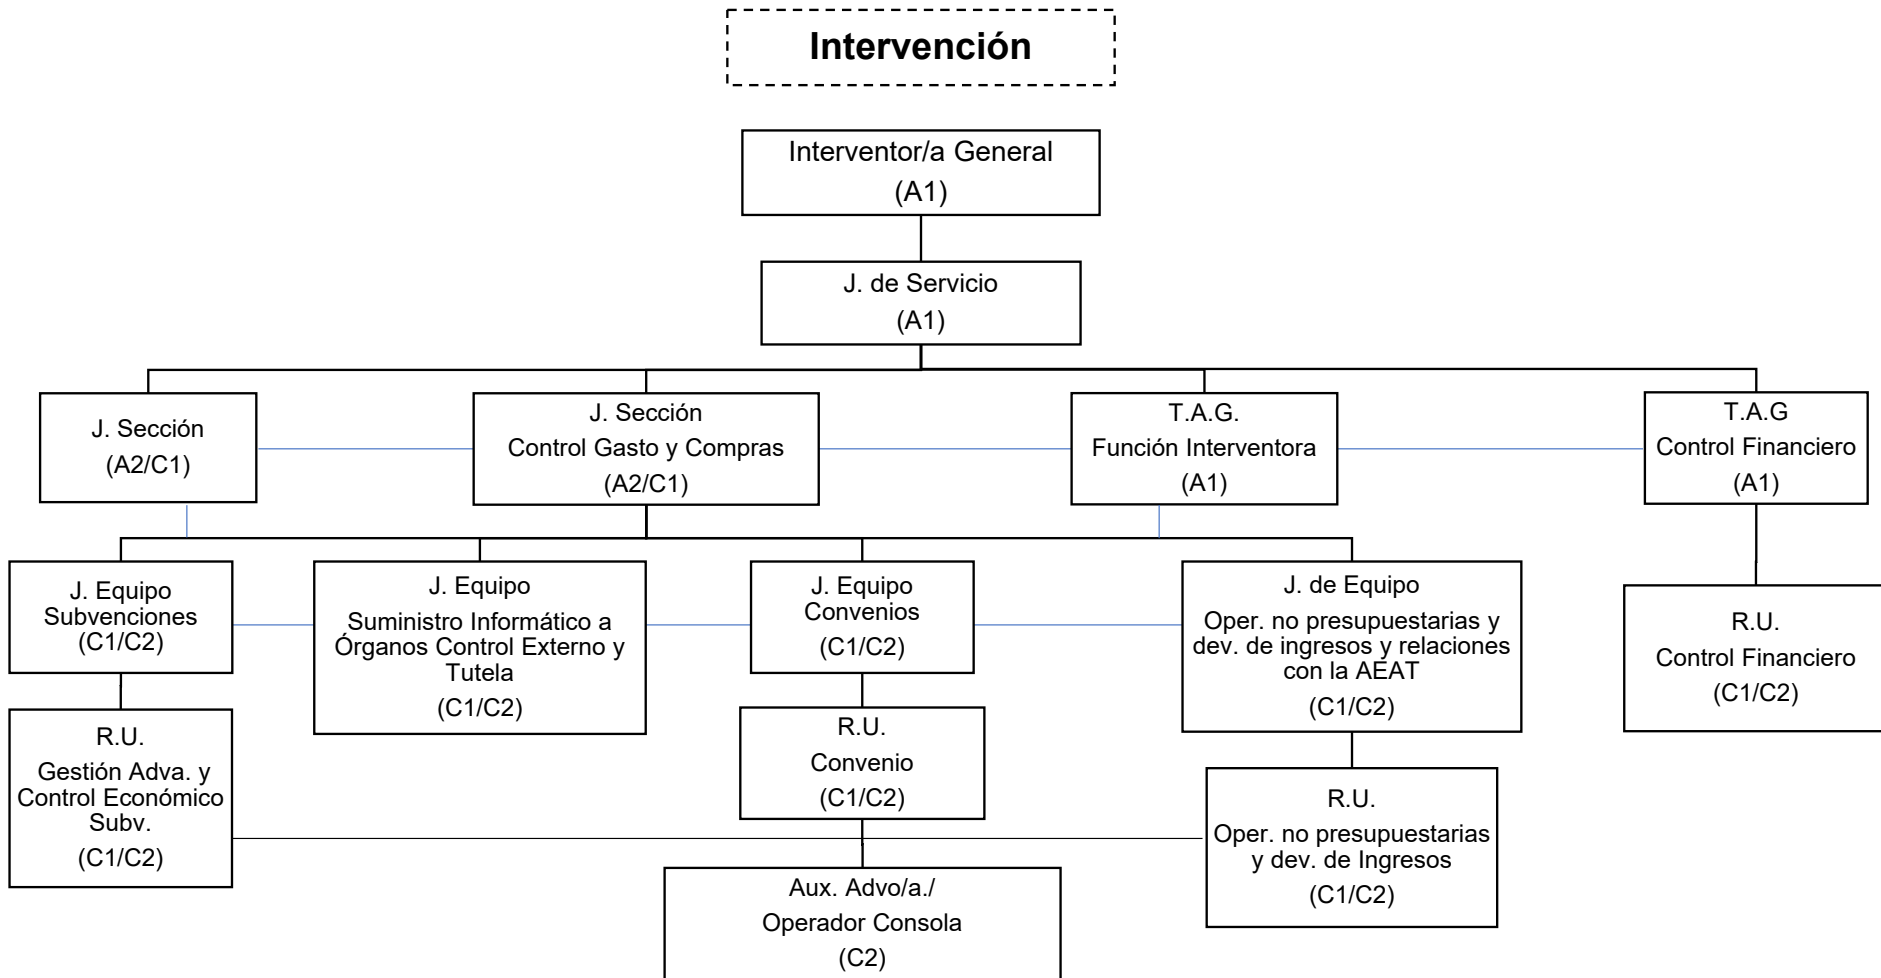 Intervención
Interventor/a General
(A1)
J. de Servicio
(A1)
J. Sección
(A2/C1)
J. Sección
Control Gasto y Compras
(A2/C1)
T.A.G.
Función Interventora
(A1)
T.A.G
Control Financiero
(A1)
J. Equipo
Subvenciones
(C1/C2)
J. Equipo
Suministro Informático a
Órganos Control Externo y
Tutela
(C1/C2)
J. Equipo
Convenios
(C1/C2)
J. de Equipo
Oper. no presupuestarias y
dev. de ingresos y relaciones
con la AEAT
(C1/C2)
R.U.
Control Financiero
(C1/C2)
R.U.
Gestión Adva. y
Control Económico
Subv.
(C1/C2)
R.U.
Convenio
(C1/C2)
R.U.
Oper. no presupuestarias
y dev. de Ingresos
(C1/C2)
Aux. Advo/a./
Operador Consola
(C2)